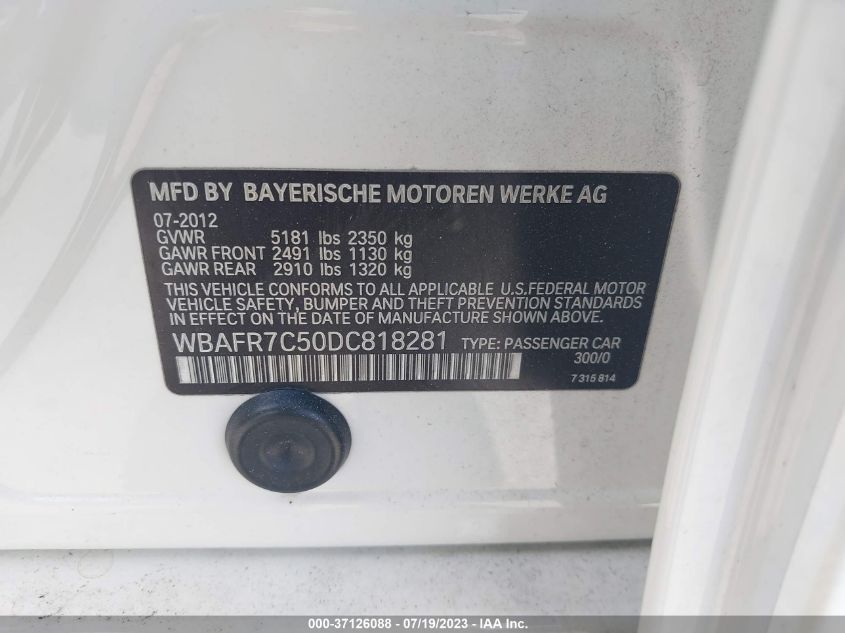 MFD BY BAYERISCHE MOTOREN WERKE AG
07-2012
GVWR 5181 lbs 2350 kg
GAWR FRONT 2491 lbs 1130 kg
GAWR REAR 2910 lbs 1320 kg
THIS VEHICLE CONFORMS TO ALL APPLICABLE U.S.FEDERAL MOTOR
VEHICLE SAFETY, BUMPER AND THEFT PREVENTION STANDARDS
IN EFFECT ON THE DATE OF MANUFACTURE SHOWN ABOVE.
WBAFR7C50DC818281 TYPE: PASSENGER CAR
300/0
7 315 814
000-37126088 - 07/19/2023 - IAA Inc.